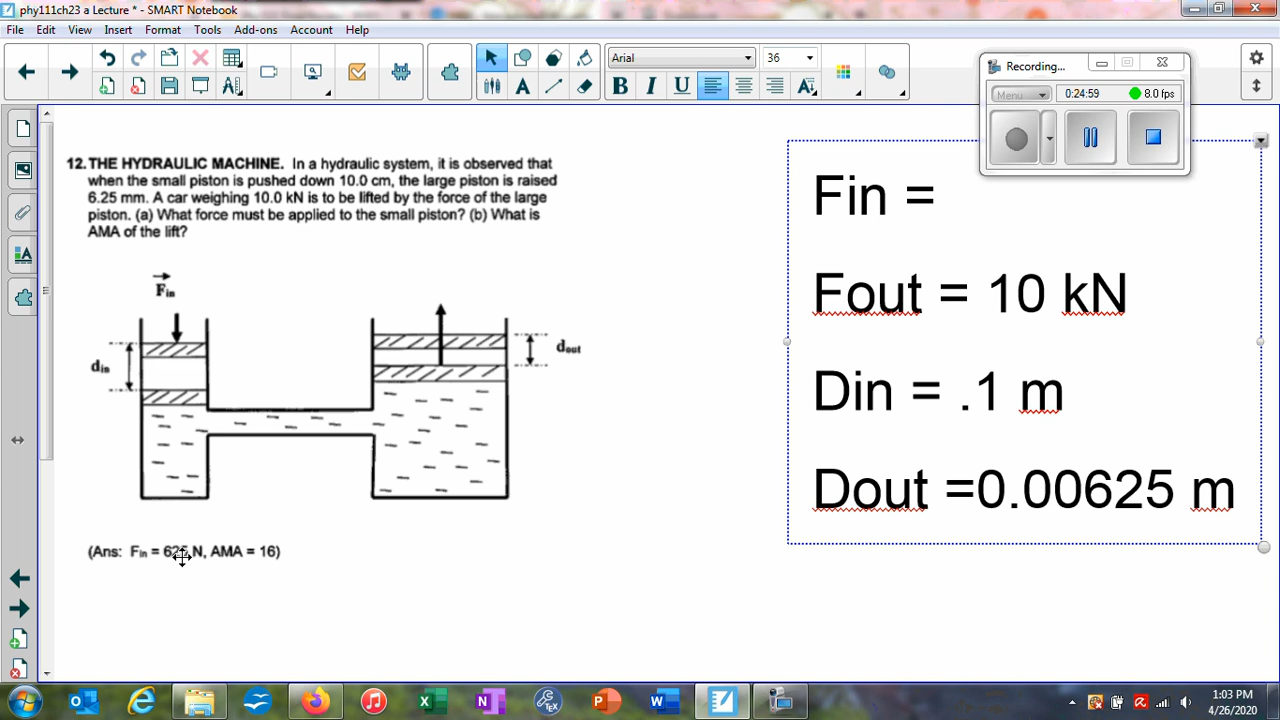 phy111ch23 a Lecture * - SMART Notebook
File Edit View Insert Format Tools Add-ons Account Help
Arial 36
B I U A
Recording...
Menu 0:24:59 8.0 fps
12. THE HYDRAULIC MACHINE. In a hydraulic system, it is observed that
when the small piston is pushed down 10.0 cm, the large piston is raised
6.25 mm. A car weighing 10.0 kN is to be lifted by the force of the large
piston. (a) What force must be applied to the small piston? (b) What is
AMA of the lift?
Fin
din
dout
(Ans: Fin = 625 N, AMA = 16)
Fin =
Fout = 10 kN
Din = .1 m
Dout =0.00625 m
1:03 PM
4/26/2020